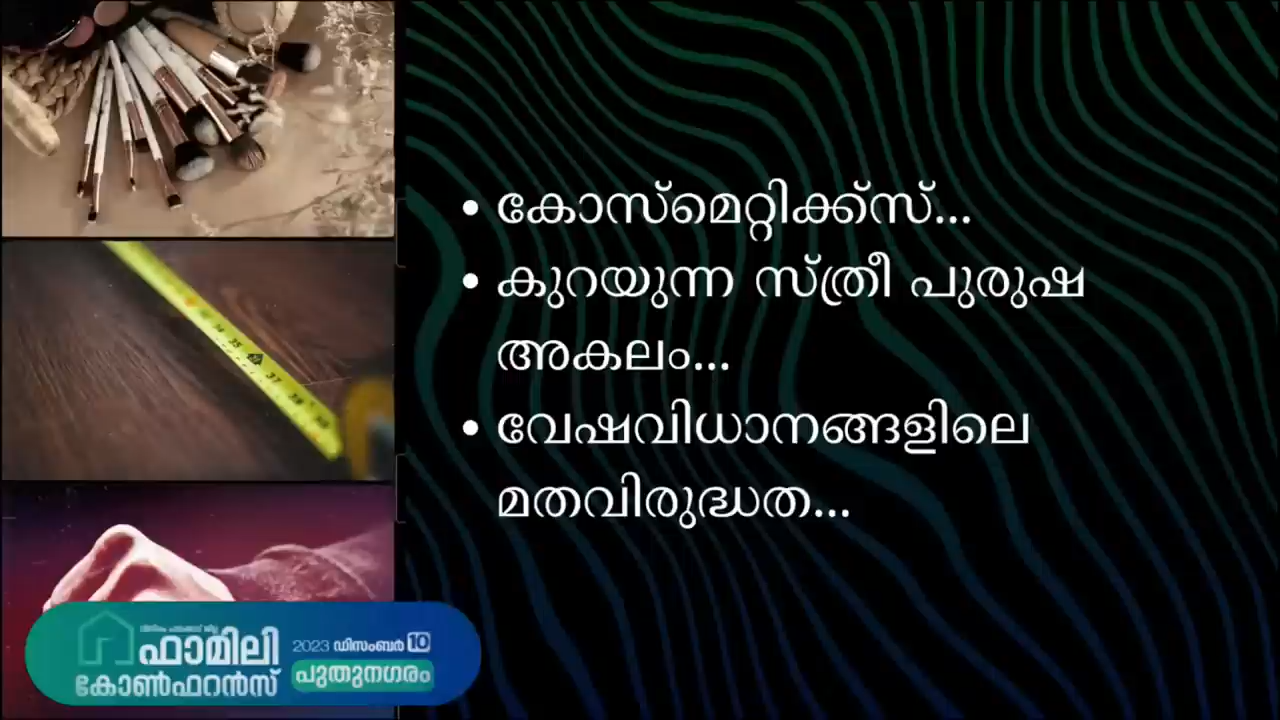 കോസ്മെറ്റിക്ക്സ്...
കുറയുന്ന സ്ത്രീ പുരുഷ
അകലം...
വേഷവിധാനങ്ങളിലെ
മതവിരുദ്ധത...
ഫാമിലി
കോൺഫറൻസ്
2023 ഡിസംബർ 10
പുതുനഗരം